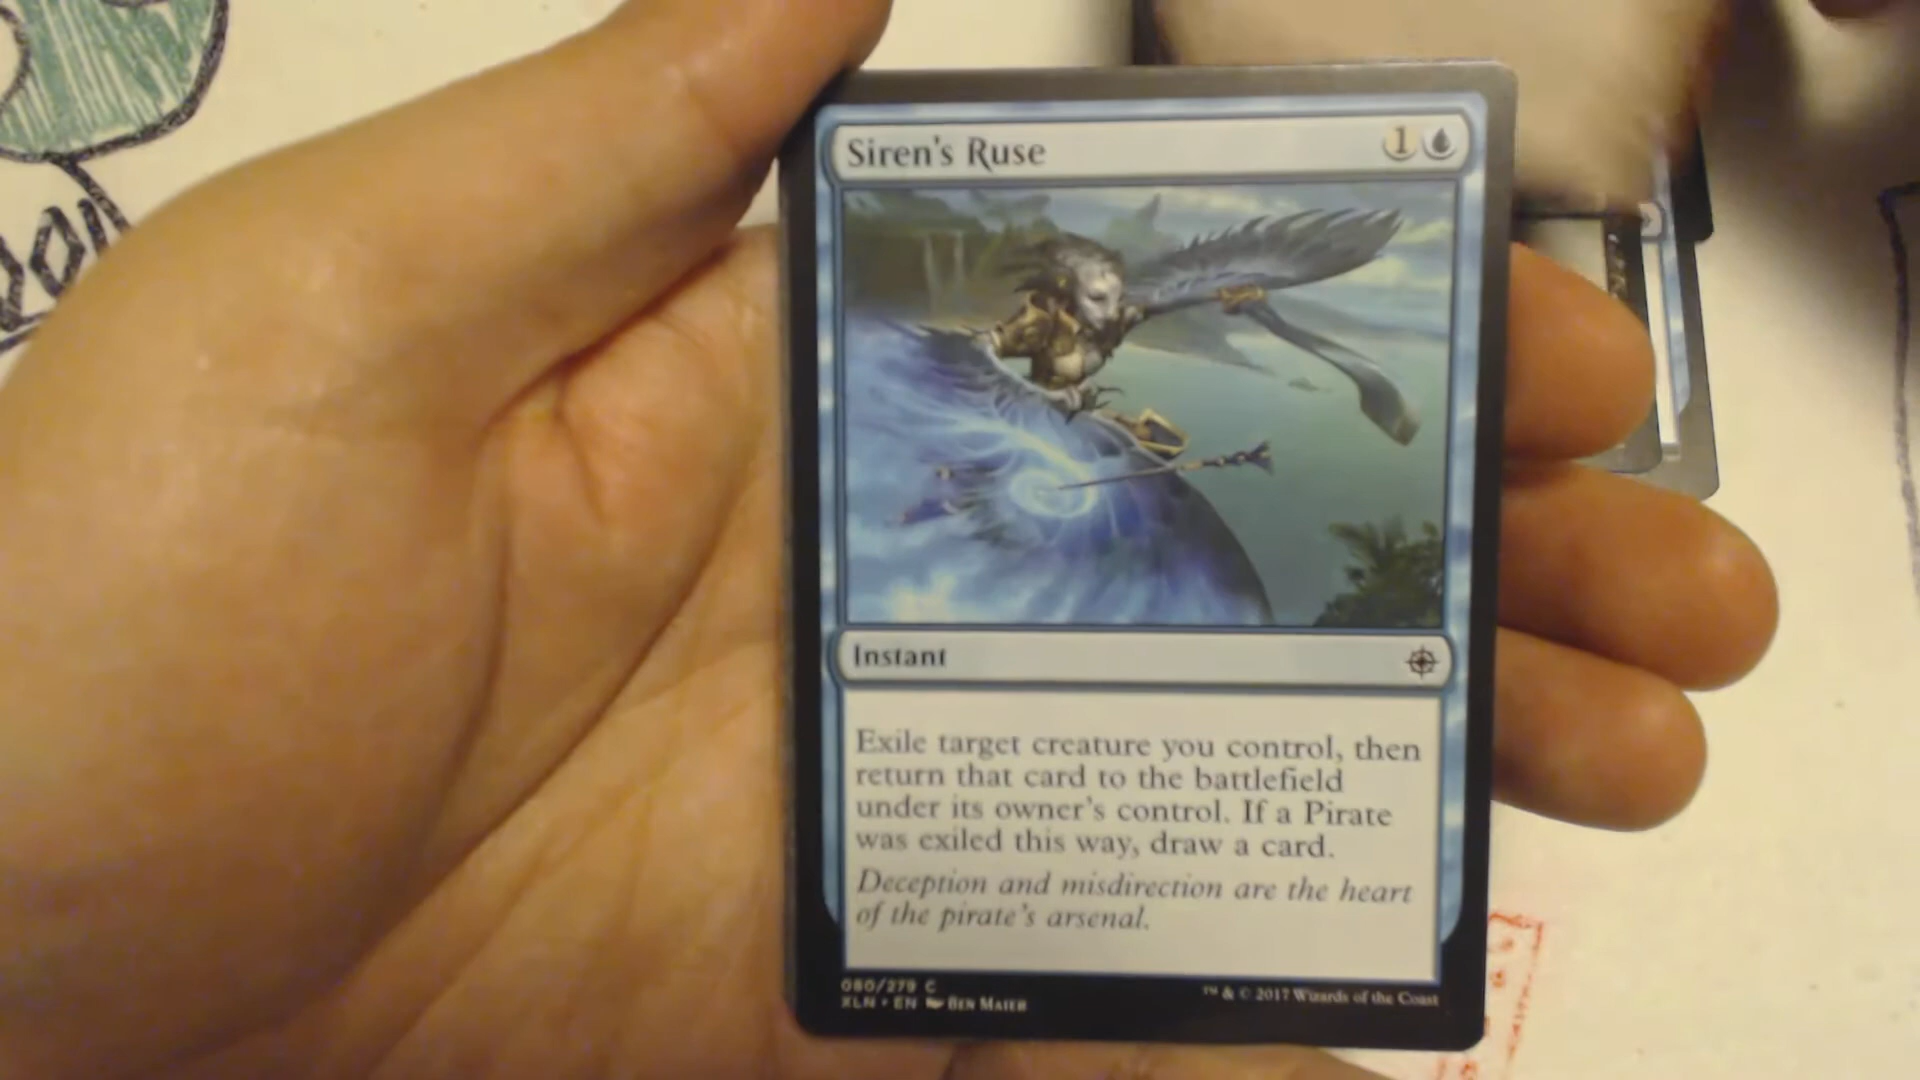 Siren's Ruse 1
Instant
Exile target creature you control, then
return that card to the battlefield
under its owner's control. If a Pirate
was exiled this way, draw a card.
Deception and misdirection are the heart
of the pirate's arsenal.
080/279 C
XLN • EN Ben Maier
™ & © 2017 Wizards of the Coast